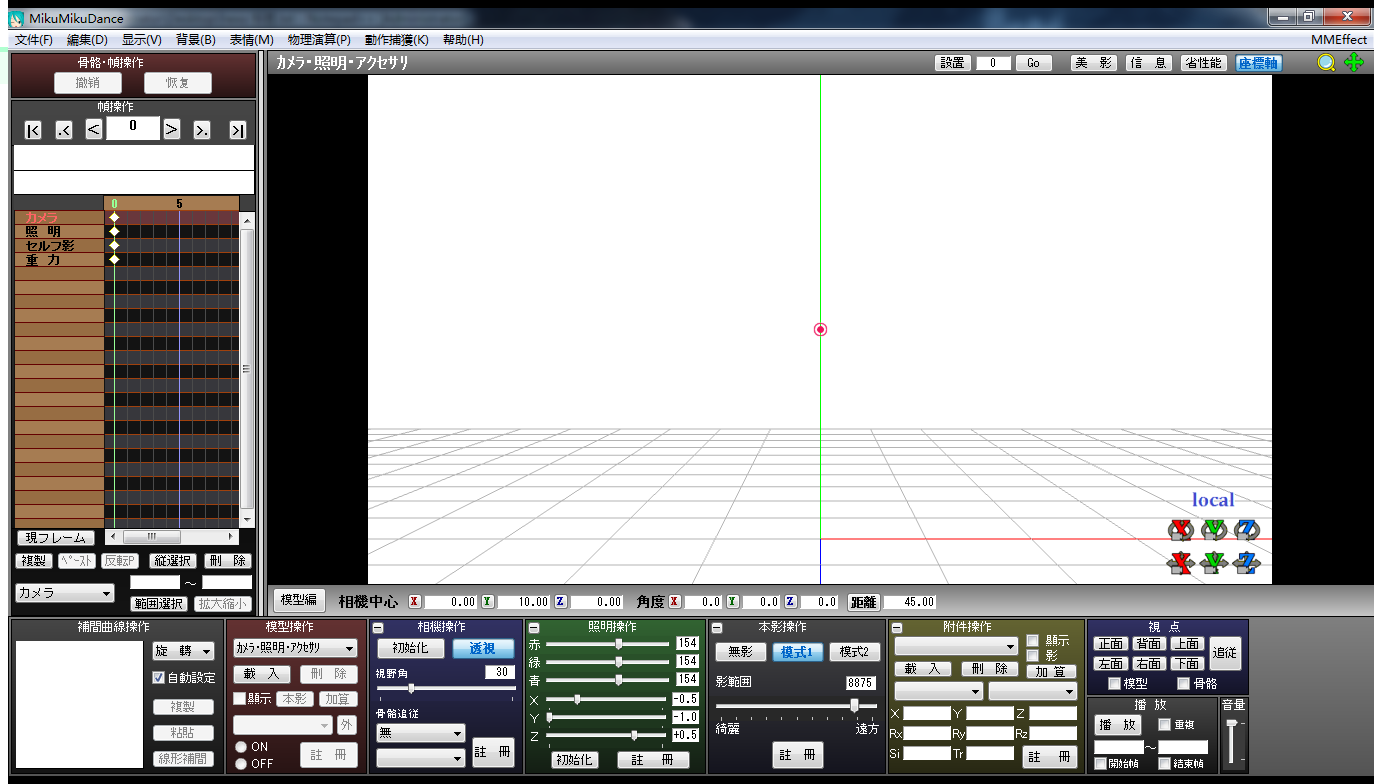 MikuMikuDance
文件(F) 編集(D) 显示(V) 背景(B) 表情(M) 物理演算(P) 動作捕獲(K) 帮助(H) MMEffect
骨骼・幀操作
撤销 恢复
幀操作
|< .< < 0 > >. >|
0 5
カメラ
照 明
セルフ影
重 力
現フレーム
複製 ペースト 反転P 縦選択 刪 除
カメラ ～
範囲選択 拡大縮小
カメラ・照明・アクセサリ 設置 0 Go 美 影 信 息 省性能 座標軸
local
X Y Z
X Y Z
模型編 相機中心 X 0.00 Y 10.00 Z 0.00 角度 X 0.0 Y 0.0 Z 0.0 距離 45.00
補間曲線操作
旋 轉
自動設定
複製
粘貼
線形補間
模型操作
カメラ・照明・アクセサリ
載 入 刪 除
顯示 本影 加算
外
ON
OFF
註 冊
相機操作
初始化 透視
視野角 30
骨骼追従
無
註 冊
照明操作
赤 154
緑 154
青 154
X -0.5
Y -1.0
Z +0.5
初始化 註 冊
本影操作
無影 模式1 模式2
影範囲 8875
綺麗 遠方
註 冊
附件操作
顯示
影
載 入 刪 除 加 算
X Y Z
Rx Ry Rz
Si Tr 註 冊
視 点
正面 背面 上面
左面 右面 下面
追従
模型 骨骼
播 放
播 放 重複
～
開始幀 結束幀
音量